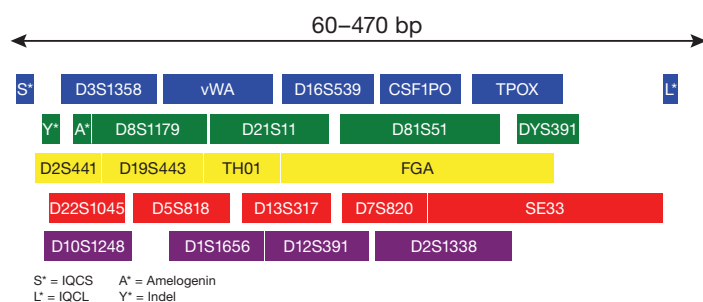 60–470 bp
S* D3S1358 vWA D16S539 CSF1PO TPOX L*
Y* A* D8S1179 D21S11 D81S51 DYS391
D2S441 D19S443 TH01 FGA
D22S1045 D5S818 D13S317 D7S820 SE33
D10S1248 D1S1656 D12S391 D2S1338
S* = IQCS A* = Amelogenin
L* = IQCL Y* = Indel